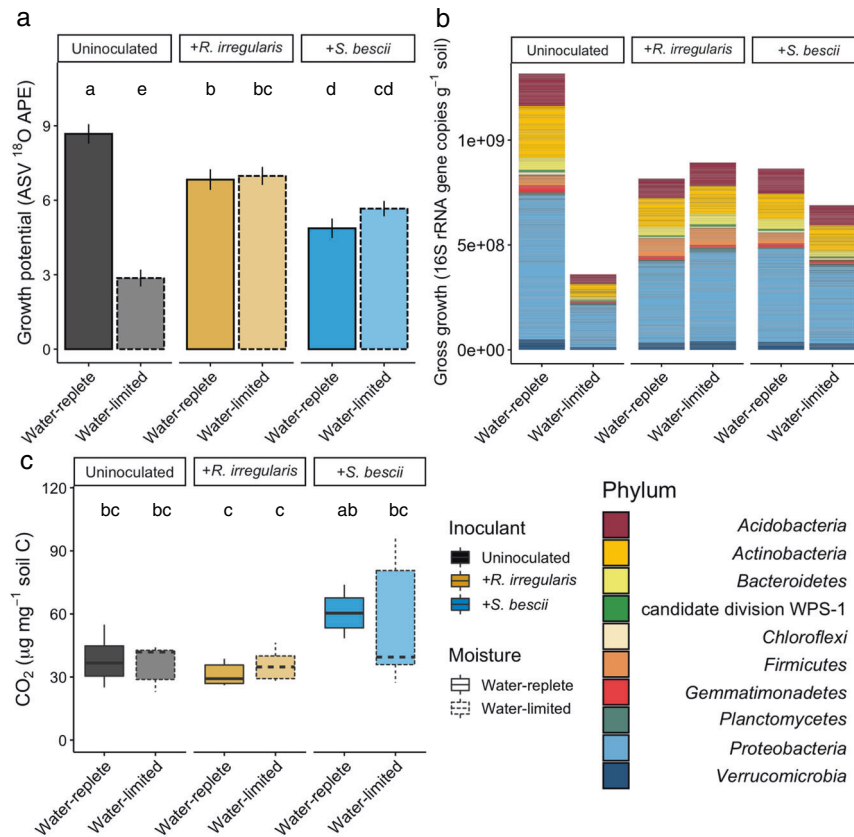 a
Uninoculated
+R. irregularis
+S. bescii
a
e
b
bc
d
cd
Growth potential (ASV ¹⁸O APE)
9
6
3
0
Water-replete
Water-limited
Water-replete
Water-limited
Water-replete
Water-limited
b
Uninoculated
+R. irregularis
+S. bescii
Gross growth (16S rRNA gene copies g⁻¹ soil)
1e+09
5e+08
0e+00
Water-replete
Water-limited
Water-replete
Water-limited
Water-replete
Water-limited
c
Uninoculated
+R. irregularis
+S. bescii
bc
bc
c
c
ab
bc
CO₂ (μg mg⁻¹ soil C)
120
90
60
30
0
Water-replete
Water-limited
Water-replete
Water-limited
Water-replete
Water-limited
Inoculant
Uninoculated
+R. irregularis
+S. bescii
Moisture
Water-replete
Water-limited
Phylum
Acidobacteria
Actinobacteria
Bacteroidetes
candidate division WPS-1
Chloroflexi
Firmicutes
Gemmatimonadetes
Planctomycetes
Proteobacteria
Verrucomicrobia